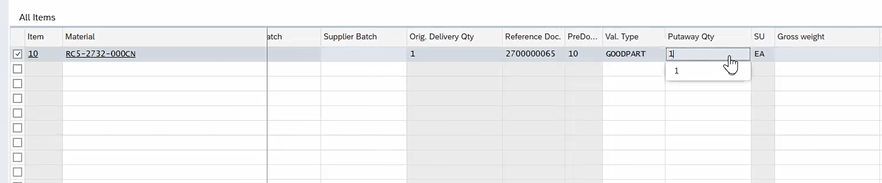 All Items
Item Material atch Supplier Batch Orig. Delivery Qty Reference Doc. PreDo... Val. Type Putaway Qty SU Gross weight
10 RC5-2732-000CN 1 2700000065 10 GOODPART 1 EA
1